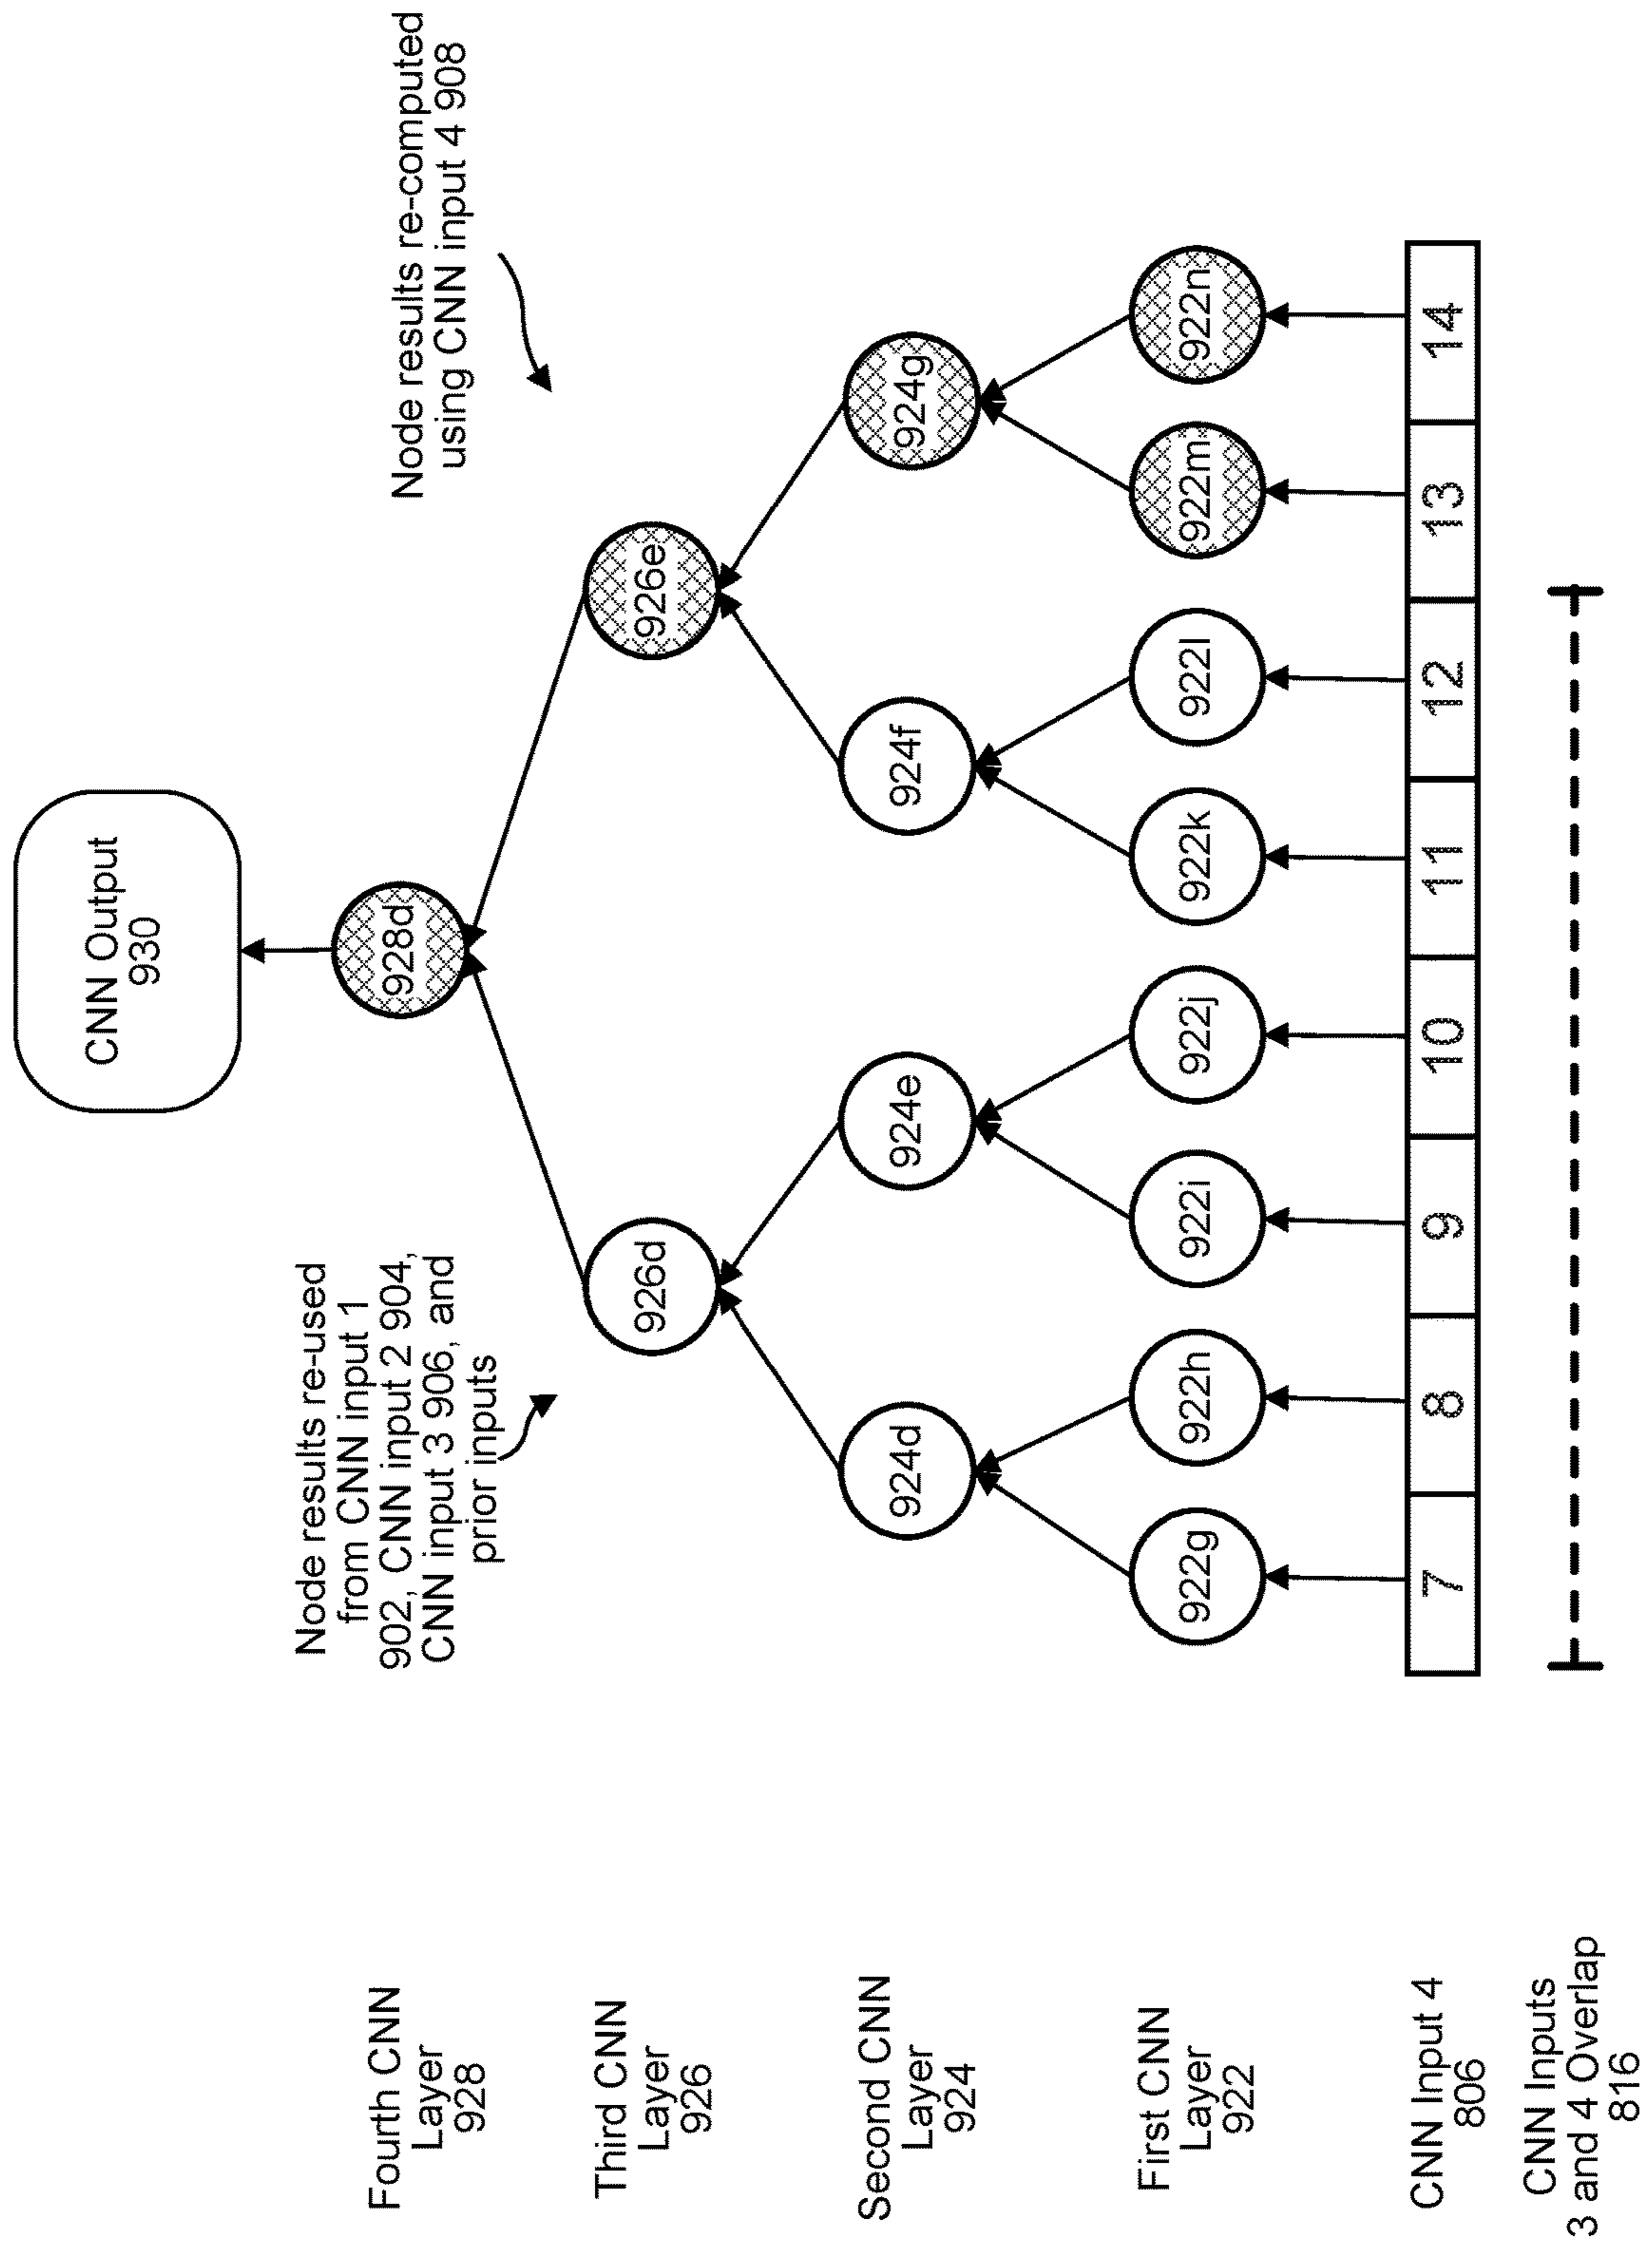 CNN Output
930
Node results re-used
from CNN input 1
902, CNN input 2 904,
CNN input 3 906, and
prior inputs
Node results re-computed
using CNN input 4 908
Fourth CNN
Layer
928
928d
Third CNN
Layer
926
926d
926e
Second CNN
Layer
924
924d
924e
924f
924g
First CNN
Layer
922
922g
922h
922i
922j
922k
922l
922m
922n
CNN Input 4
806
7
8
9
10
11
12
13
14
CNN Inputs
3 and 4 Overlap
816